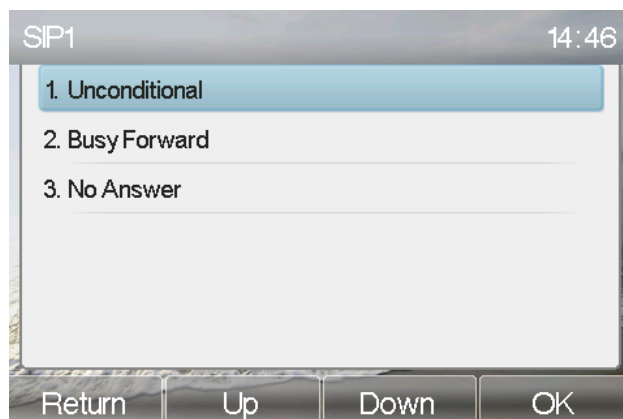 SIP1 14:46
1. Unconditional
2. Busy Forward
3. No Answer
Return Up Down OK